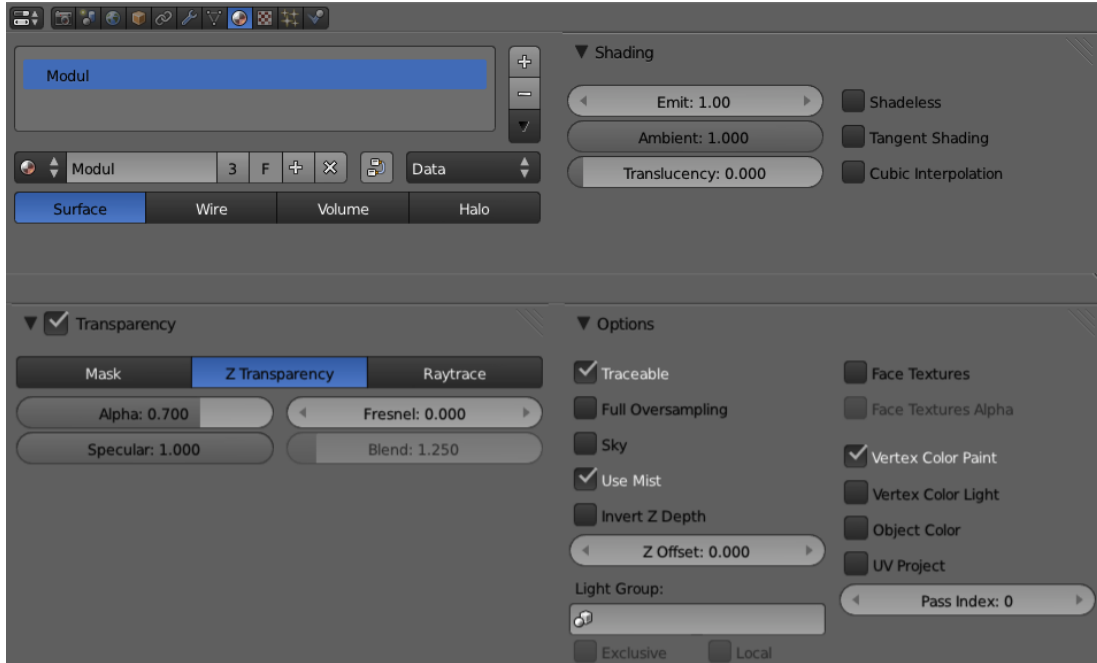 Modul
Modul 3 F Data
Surface Wire Volume Halo
Shading
Emit: 1.00 Shadeless
Ambient: 1.000 Tangent Shading
Translucency: 0.000 Cubic Interpolation
Transparency
Mask Z Transparency Raytrace
Alpha: 0.700 Fresnel: 0.000
Specular: 1.000 Blend: 1.250
Options
Traceable
Full Oversampling
Sky
Use Mist
Invert Z Depth
Z Offset: 0.000
Light Group:
Exclusive Local
Face Textures
Face Textures Alpha
Vertex Color Paint
Vertex Color Light
Object Color
UV Project
Pass Index: 0